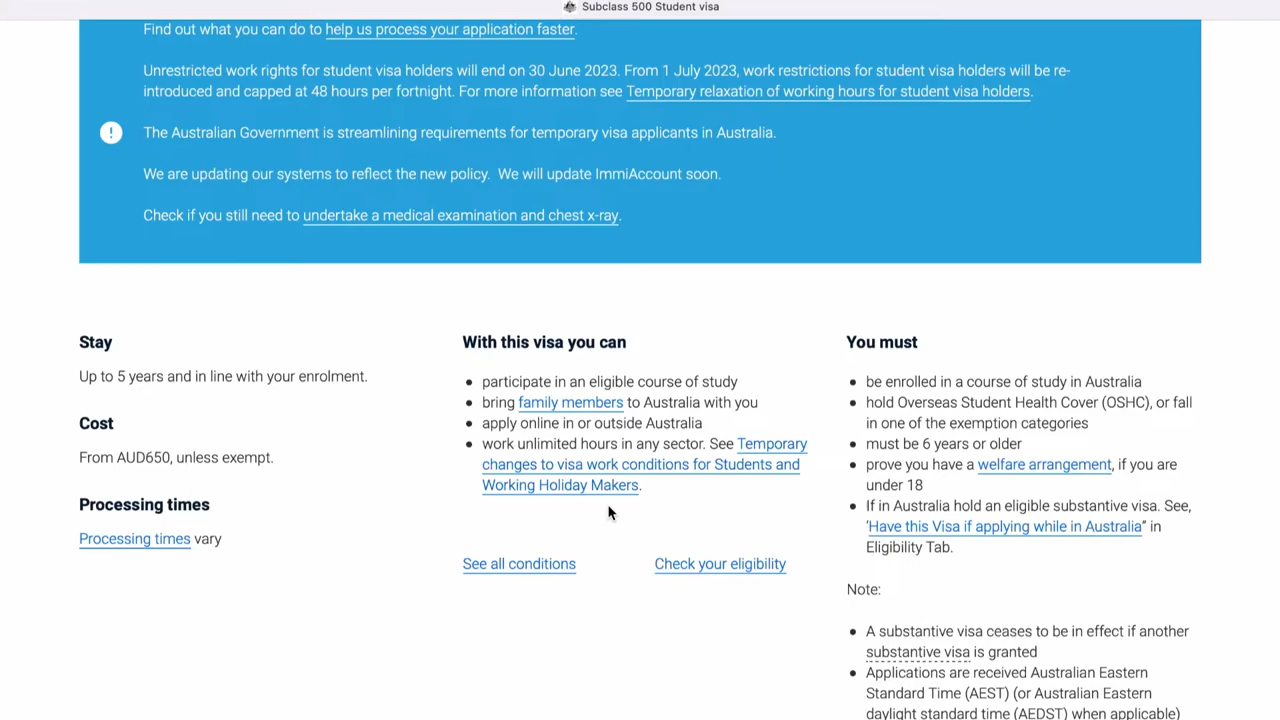 Subclass 500 Student visa
Find out what you can do to help us process your application faster.
Unrestricted work rights for student visa holders will end on 30 June 2023. From 1 July 2023, work restrictions for student visa holders will be re-
introduced and capped at 48 hours per fortnight. For more information see Temporary relaxation of working hours for student visa holders.
The Australian Government is streamlining requirements for temporary visa applicants in Australia.
We are updating our systems to reflect the new policy.  We will update ImmiAccount soon.
Check if you still need to undertake a medical examination and chest x-ray.
Stay
Up to 5 years and in line with your enrolment.
Cost
From AUD650, unless exempt.
Processing times
Processing times vary
With this visa you can
• participate in an eligible course of study
• bring family members to Australia with you
• apply online in or outside Australia
• work unlimited hours in any sector. See Temporary
changes to visa work conditions for Students and
Working Holiday Makers.
See all conditions
Check your eligibility
You must
• be enrolled in a course of study in Australia
• hold Overseas Student Health Cover (OSHC), or fall
in one of the exemption categories
• must be 6 years or older
• prove you have a welfare arrangement, if you are
under 18
• If in Australia hold an eligible substantive visa. See,
‘Have this Visa if applying while in Australia” in
Eligibility Tab.
Note:
• A substantive visa ceases to be in effect if another
substantive visa is granted
• Applications are received Australian Eastern
Standard Time (AEST) (or Australian Eastern
daylight standard time (AEDST) when applicable)